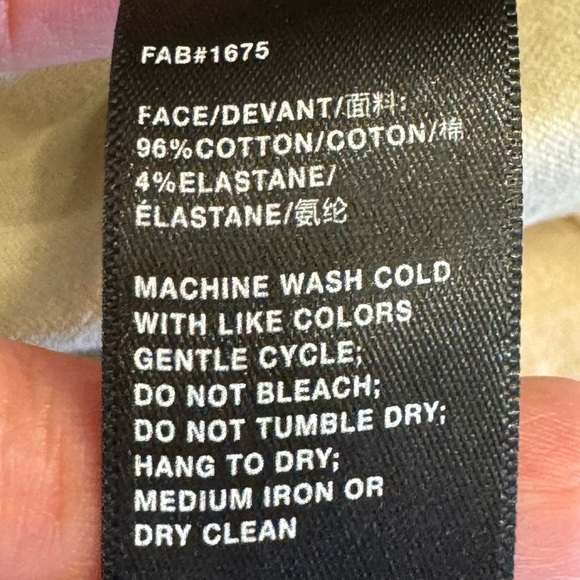 FAB#1675
FACE/DEVANT/面料:
96%COTTON/COTON/棉
4%ELASTANE/
ÉLASTANE/氨纶
MACHINE WASH COLD
WITH LIKE COLORS
GENTLE CYCLE;
DO NOT BLEACH;
DO NOT TUMBLE DRY;
HANG TO DRY;
MEDIUM IRON OR
DRY CLEAN